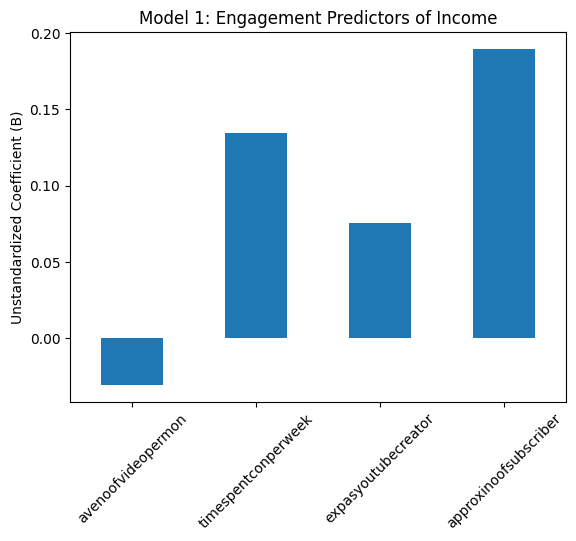 Model 1: Engagement Predictors of Income
Unstandardized Coefficient (B)
0.20
0.15
0.10
0.05
0.00
avenoofvideopermon
timespentconperweek
expasyoutubecreator
approxinoofsubscriber